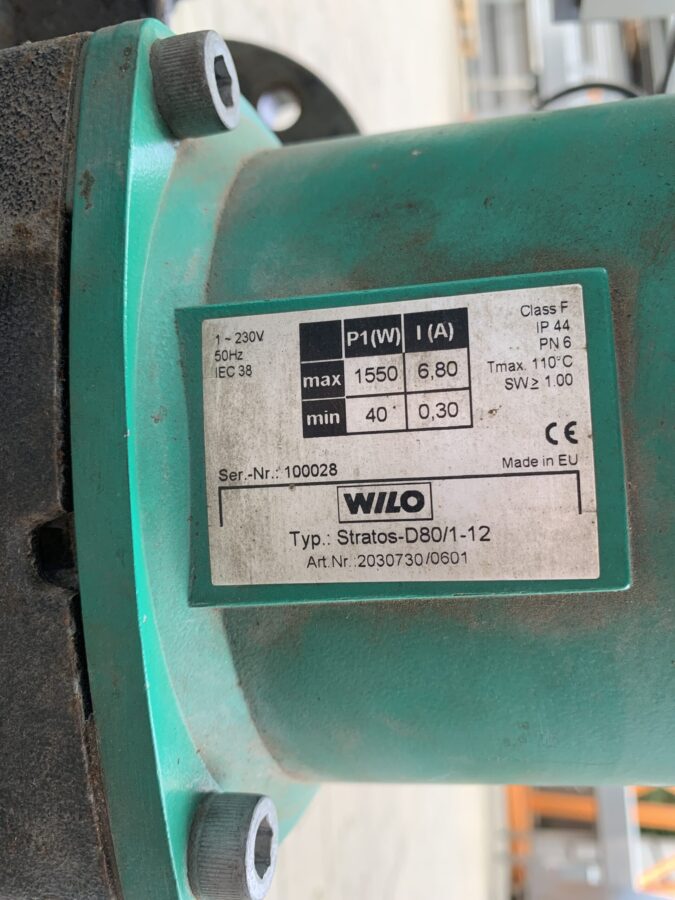 1 ~ 230V
50Hz
IEC 38
P1(W) I (A)
max 1550 6,80
min 40 0,30
Class F
IP 44
PN 6
Tmax. 110°C
SW ≥ 1.00
CE
Ser.-Nr.: 100028
Made in EU
WILO
Typ.: Stratos-D80/1-12
Art.Nr.:2030730/0601